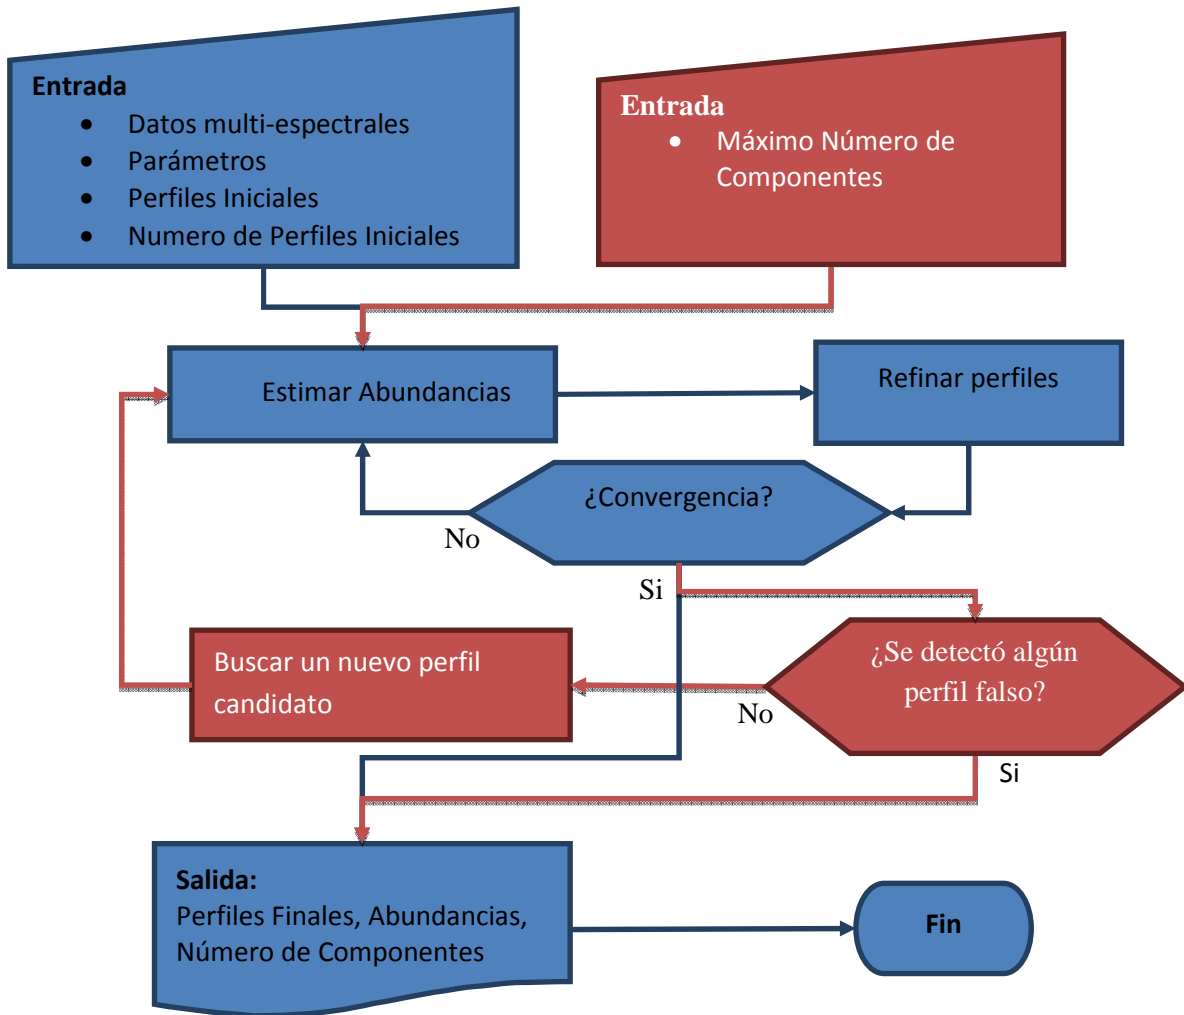 Entrada
• Datos multi-espectrales
• Parámetros
• Perfiles Iniciales
• Numero de Perfiles Iniciales
Entrada
• Máximo Número de
Componentes
Estimar Abundancias
Refinar perfiles
¿Convergencia?
No
Si
¿Se detectó algún
perfil falso?
No
Si
Buscar un nuevo perfil
candidato
Salida:
Perfiles Finales, Abundancias,
Número de Componentes
Fin